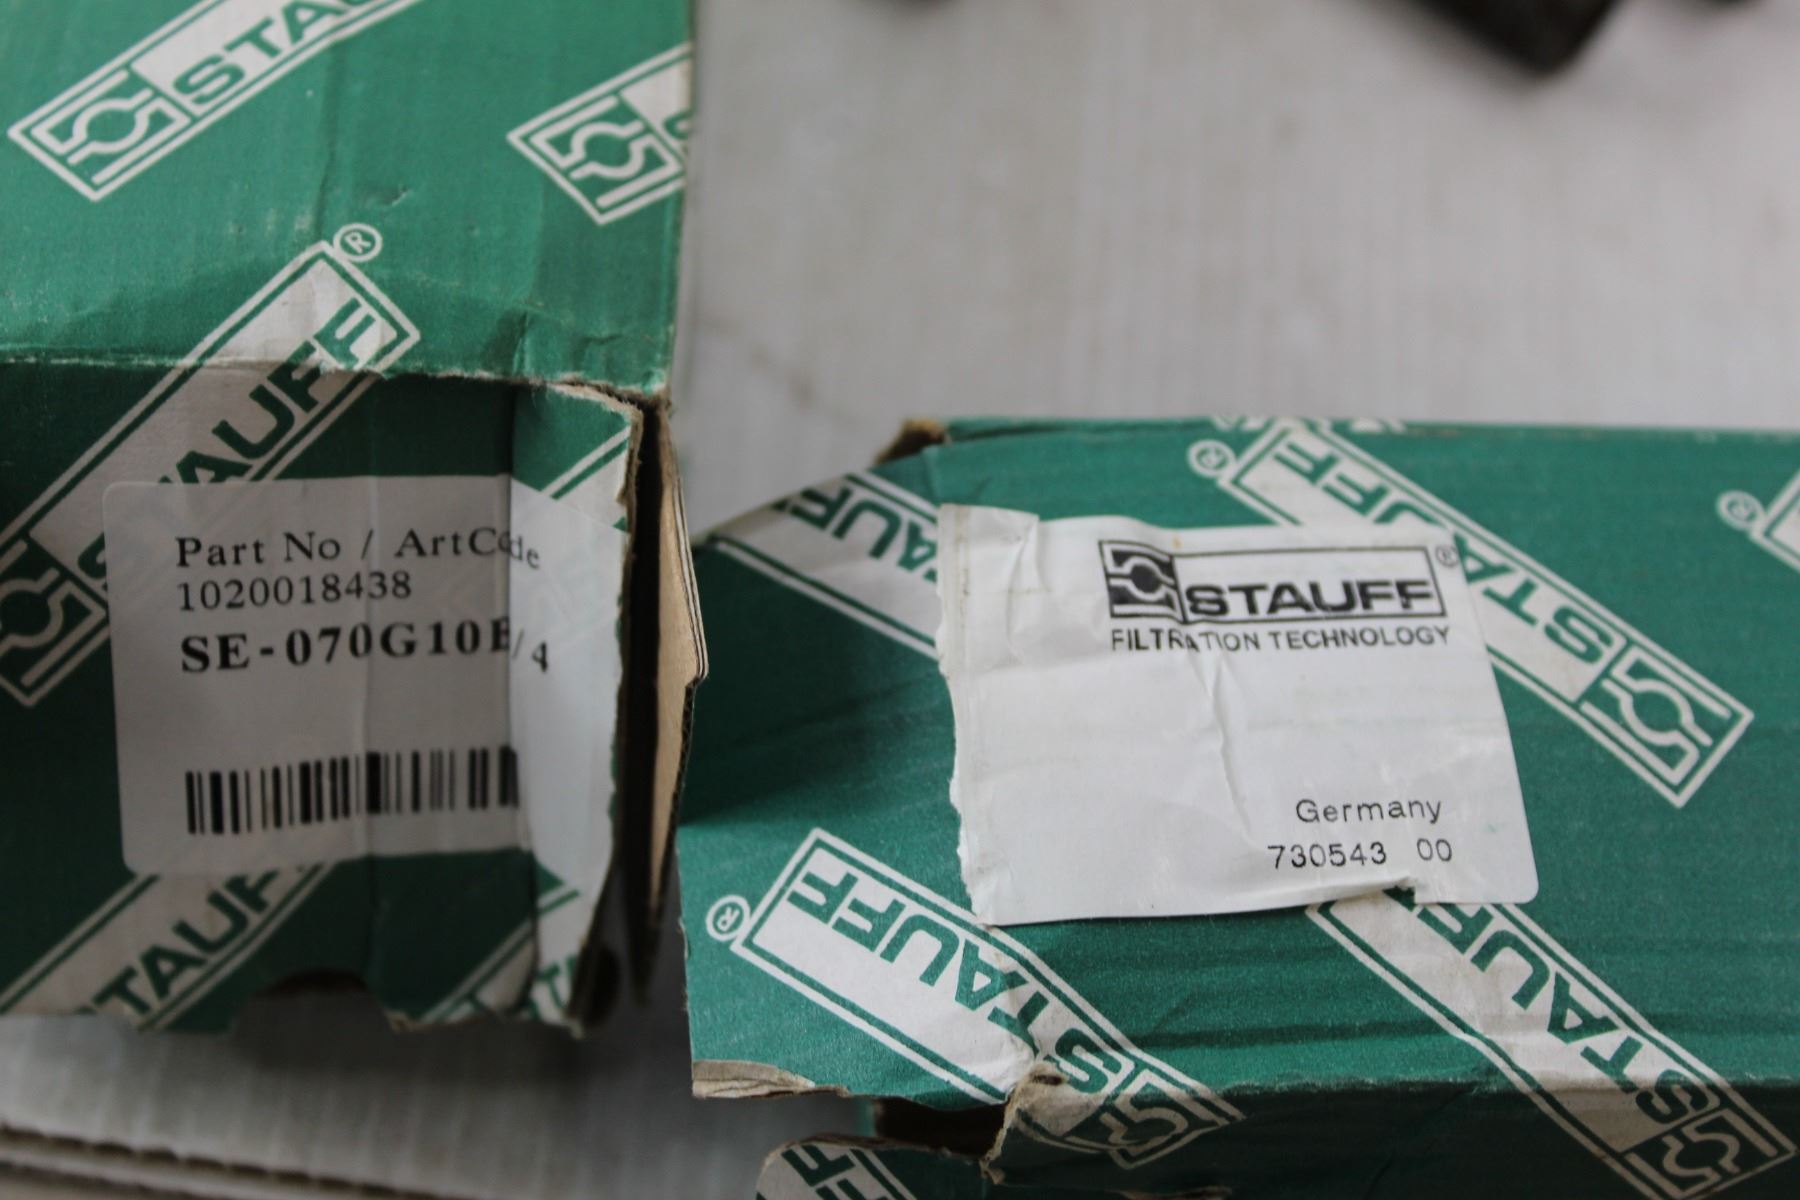 STAUFF
STAUFF
Part No / ArtCode
1020018438
SE-070G10B/4
STAUFF
STAUFF
STAUFF
STAUFF®
FILTRATION TECHNOLOGY
Germany
730543 00
®
STAUFF
STAUFF